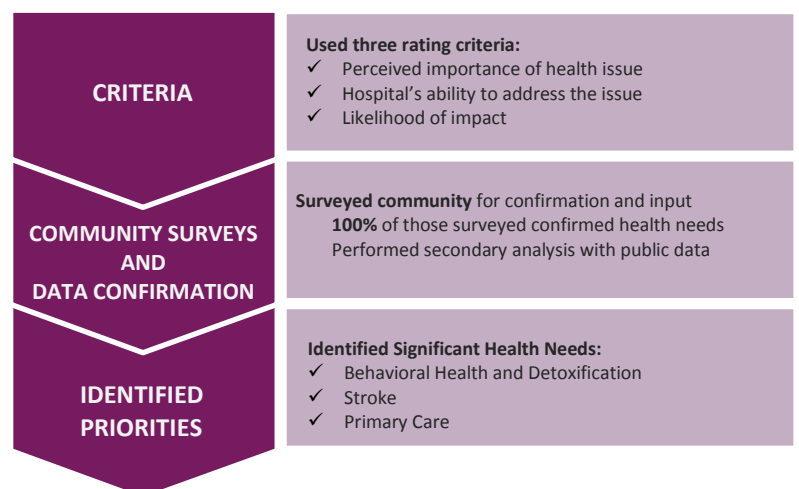 CRITERIA
Used three rating criteria:
✓ Perceived importance of health issue
✓ Hospital's ability to address the issue
✓ Likelihood of impact
COMMUNITY SURVEYS
AND
DATA CONFIRMATION
Surveyed community for confirmation and input
100% of those surveyed confirmed health needs
Performed secondary analysis with public data
IDENTIFIED
PRIORITIES
Identified Significant Health Needs:
✓ Behavioral Health and Detoxification
✓ Stroke
✓ Primary Care